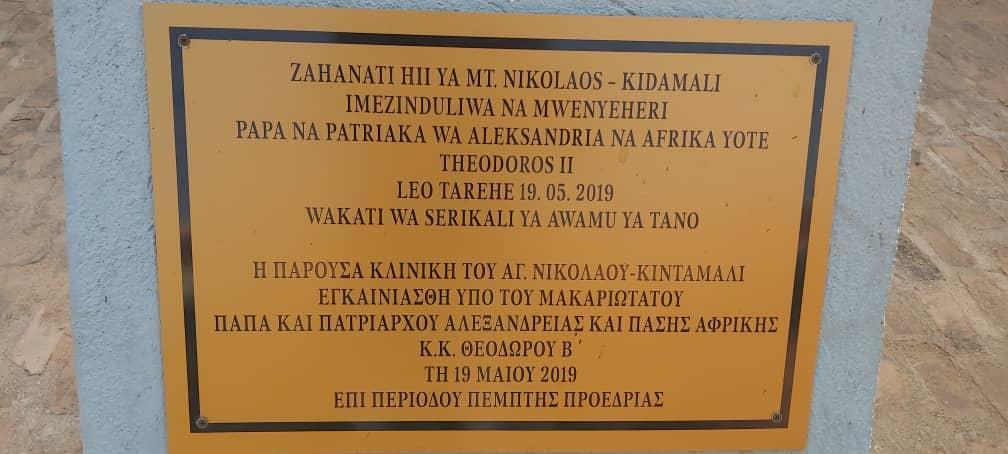 ZAHANATI HII YA MT. NIKOLAOS – KIDAMALI
IMEZINDULIWA NA MWENYEHERI
PAPA NA PATRIAKA WA ALEKSANDRIA NA AFRIKA YOTE
THEODOROS II
LEO TAREHE 19. 05. 2019
WAKATI WA SERIKALI YA AWAMU YA TANO
Η ΠΑΡΟΥΣΑ ΚΛΙΝΙΚΗ ΤΟΥ ΑΓ. ΝΙΚΟΛΑΟΥ-ΚΙΝΤΑΜΑΛΙ
ΕΓΚΑΙΝΙΑΣΘΗ ΥΠΟ ΤΟΥ ΜΑΚΑΡΙΩΤΑΤΟΥ
ΠΑΠΑ ΚΑΙ ΠΑΤΡΙΑΡΧΟΥ ΑΛΕΞΑΝΔΡΕΙΑΣ ΚΑΙ ΠΑΣΗΣ ΑΦΡΙΚΗΣ
Κ.Κ. ΘΕΟΔΩΡΟΥ Β΄
ΤΗ 19 ΜΑΙΟΥ 2019
ΕΠΙ ΠΕΡΙΟΔΟΥ ΠΕΜΠΤΗΣ ΠΡΟΕΔΡΙΑΣ